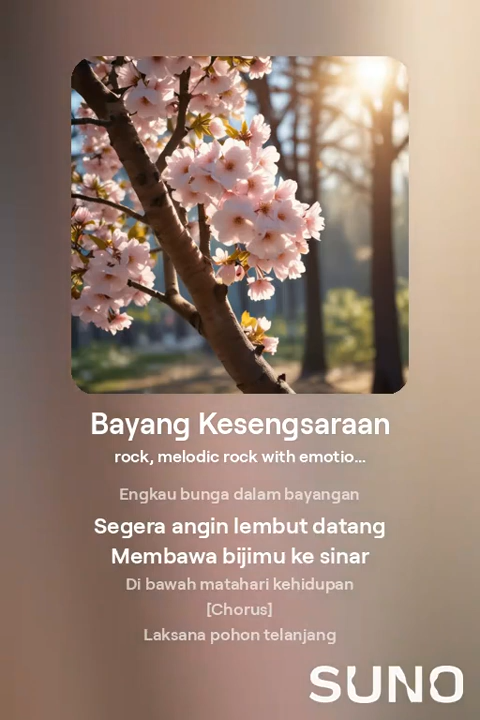 Bayang Kesengsaraan
rock, melodic rock with emotio...
Engkau bunga dalam bayangan
Segera angin lembut datang
Membawa bijimu ke sinar
Di bawah matahari kehidupan
[Chorus]
Laksana pohon telanjang
SUNO